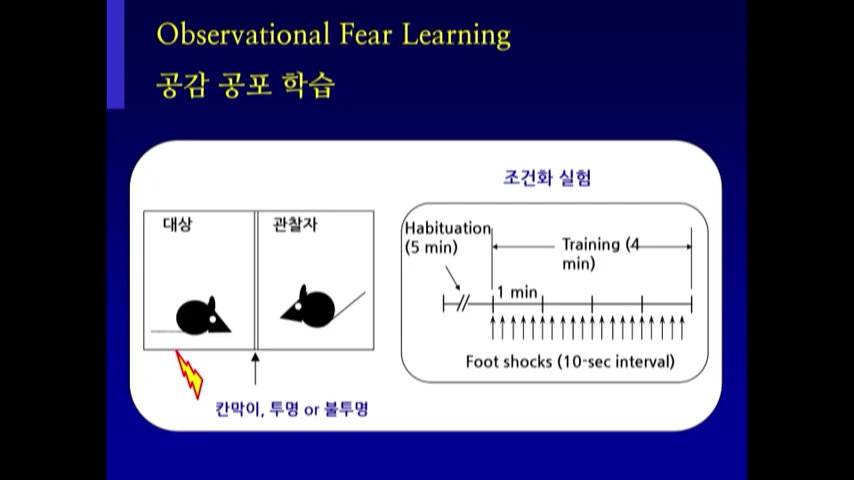 Observational Fear Learning
공감 공포 학습
조건화 실험
대상
관찰자
칸막이, 투명 or 불투명
Habituation
(5 min)
Training (4
min)
1 min
Foot shocks (10-sec interval)